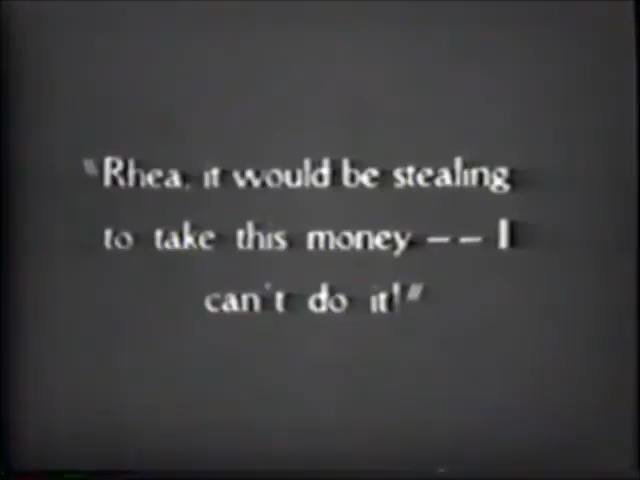 "Rhea, it would be stealing
to take this money -- I
can't do it!"